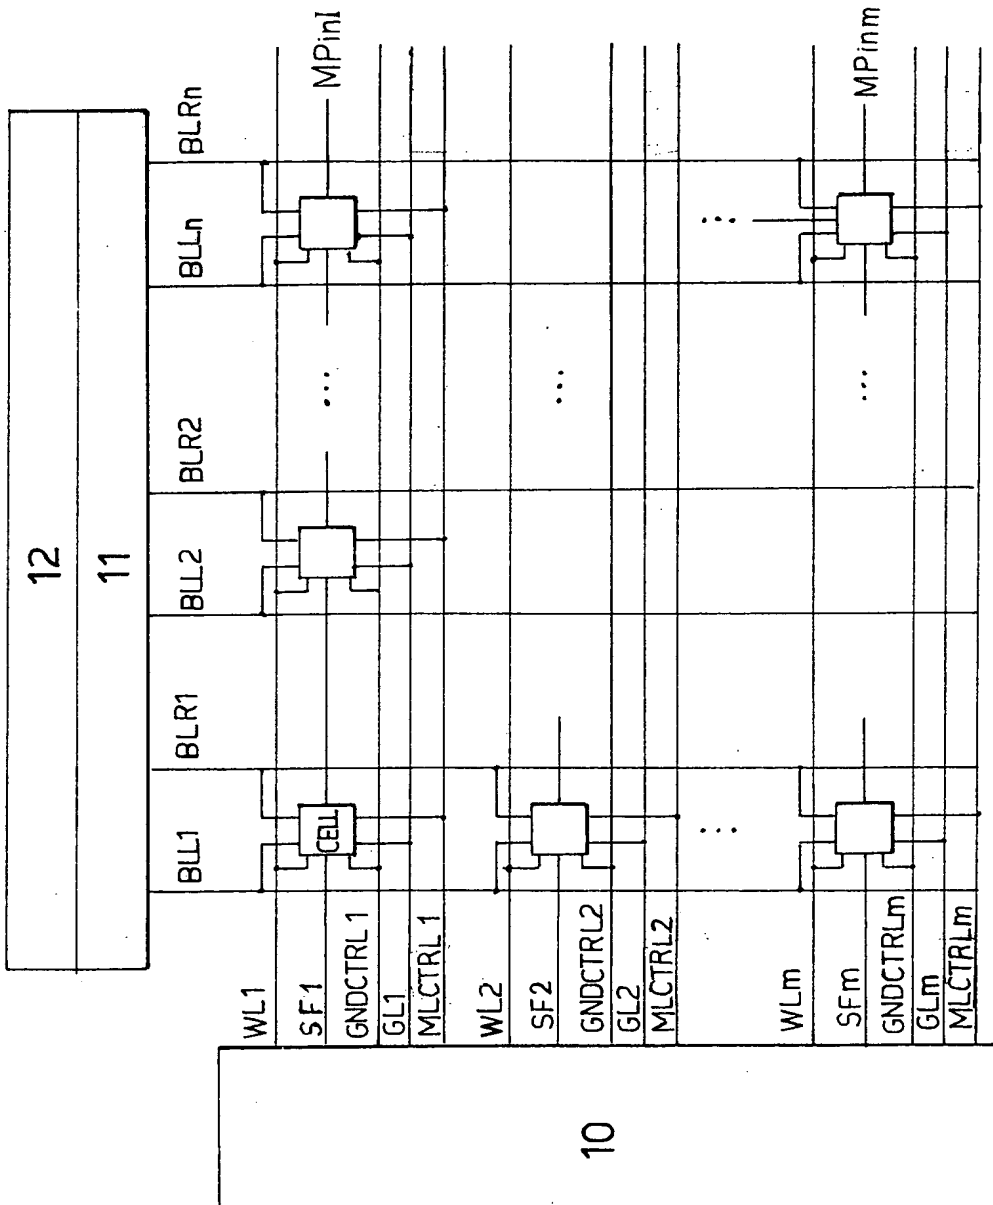 12
11
BLL1
BLR1
BLL2
BLR2
BLLn
BLRn
WL1
SF1
GNDCTRL1
GL1
MLCTRL1
CELL
MPin1
WL2
SF2
GNDCTRL2
GL2
MLCTRL2
...
WLm
SFm
GNDCTRLm
GLm
MLCTRLm
MPinm
10